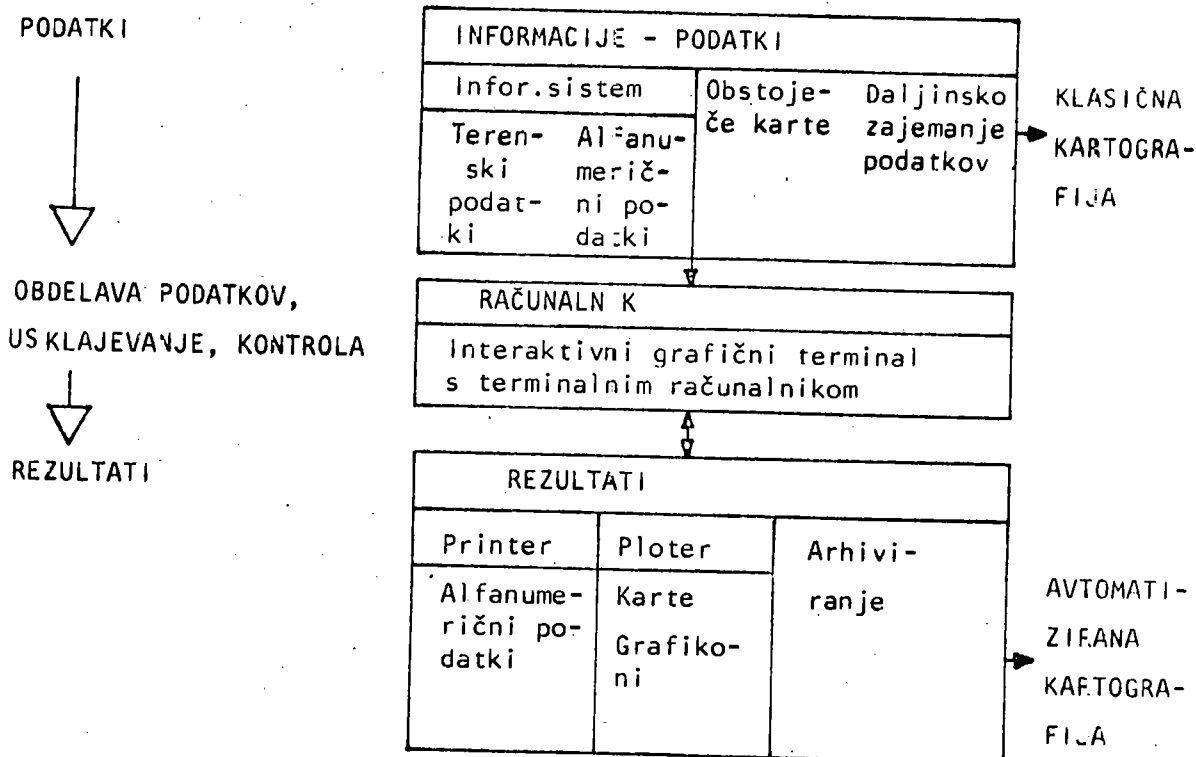 PODATKI
OBDELAVA PODATKOV,
USKLAJEVANJE, KONTROLA
REZULTATI
INFORMACIJE - PODATKI
Infor.sistem
Teren-
ski
podat-
ki
Alfanu-
merič-
ni po-
datki
Obstoje-
če karte
Daljinsko
zajemanje
podatkov
KLASIČNA
KARTOGRA-
FIJA
RAČUNALNIK
Interaktivni grafični terminal
s terminalnim računalnikom
REZULTATI
Printer
Alfanume-
rični po-
datki
Ploter
Karte
Grafiko-
ni
Arhivi-
ranje
AVTOMATI-
ZIRANA
KARTOGRA-
FIJA